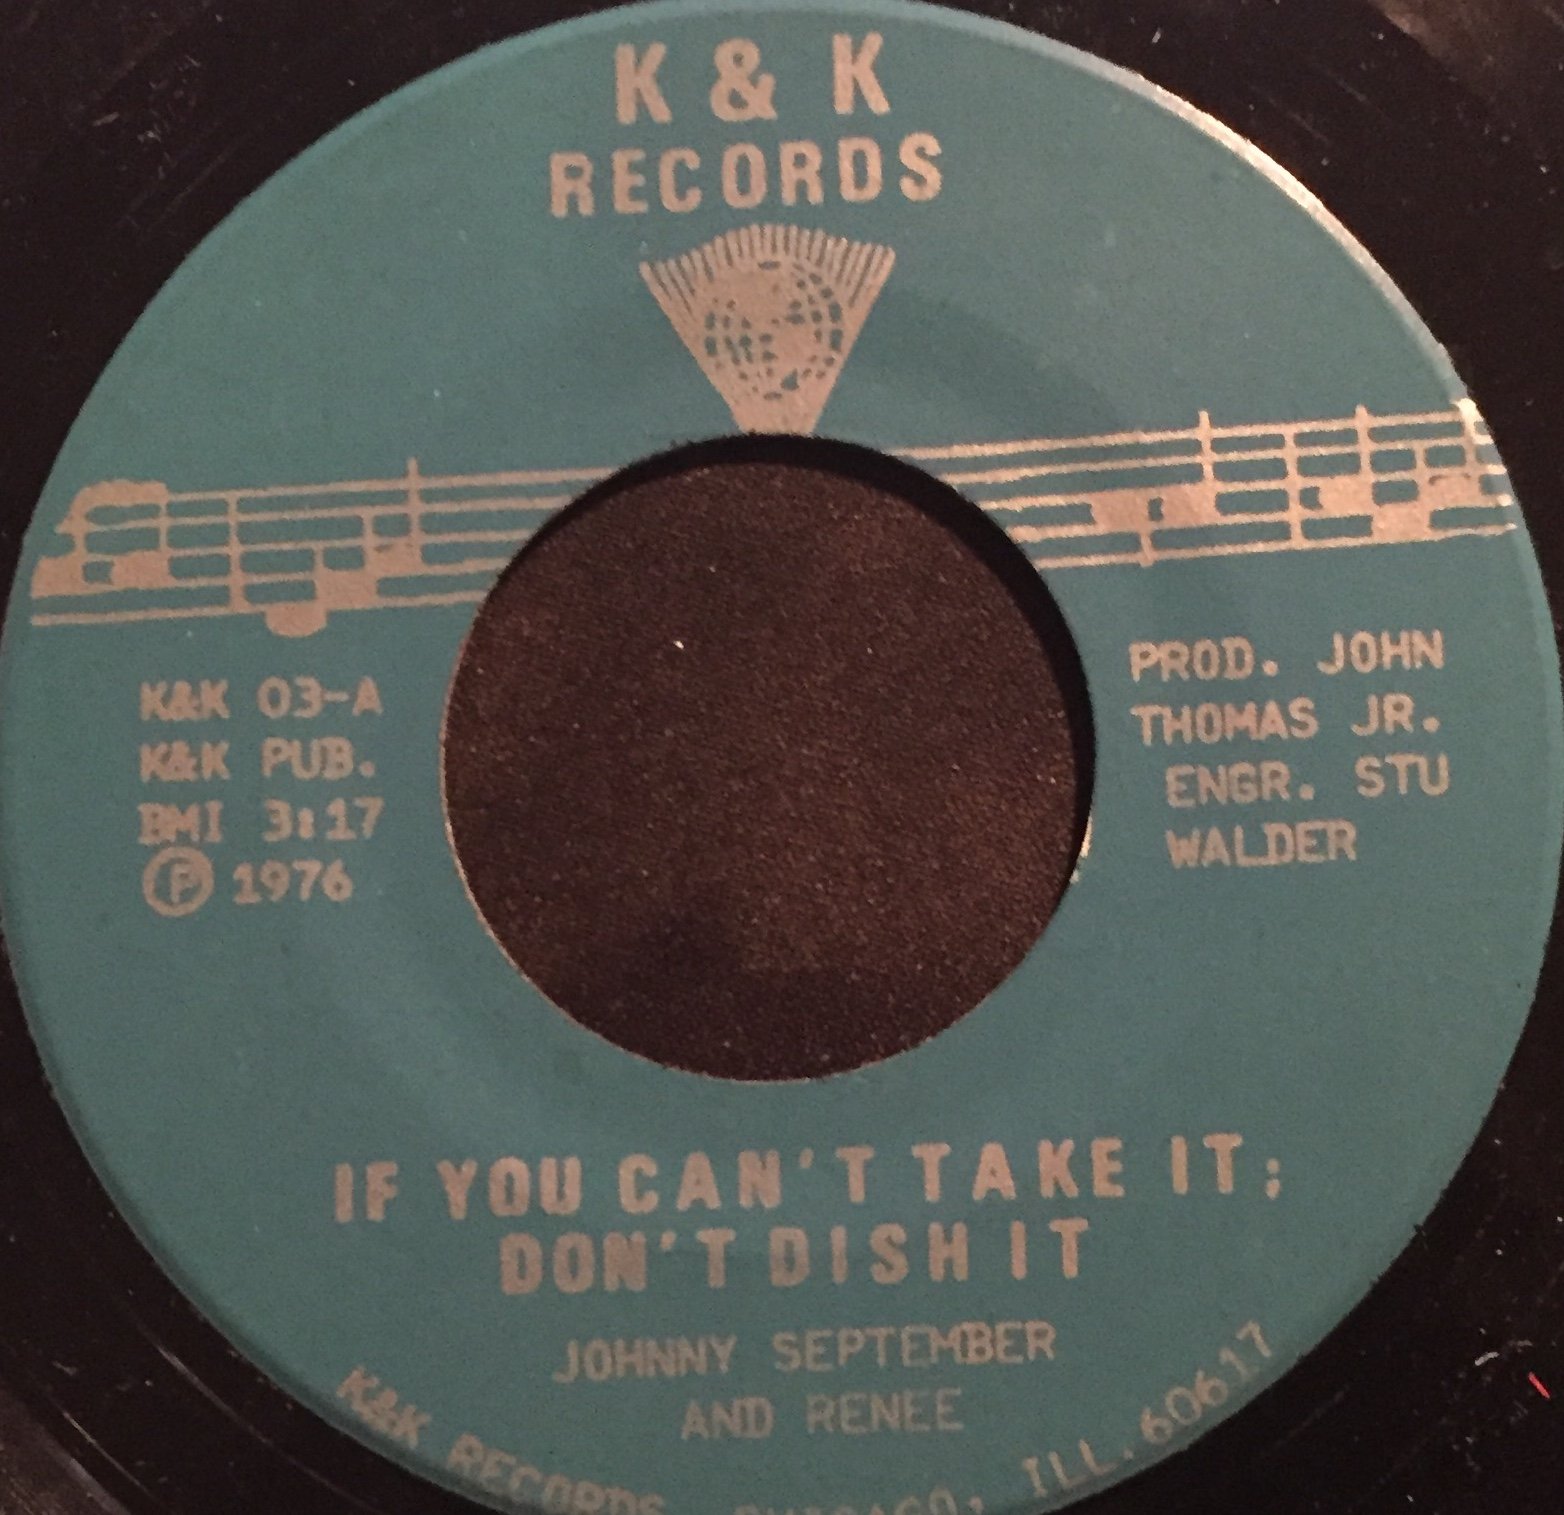 K & K
RECORDS
K&K 03-A
K&K PUB.
BMI 3:17
Ⓟ 1976
PROD. JOHN
THOMAS JR.
ENGR. STU
WALDER
IF YOU CAN'T TAKE IT;
DON'T DISH IT
JOHNNY SEPTEMBER
AND RENEE
K&K RECORDS, CHICAGO, ILL. 60617